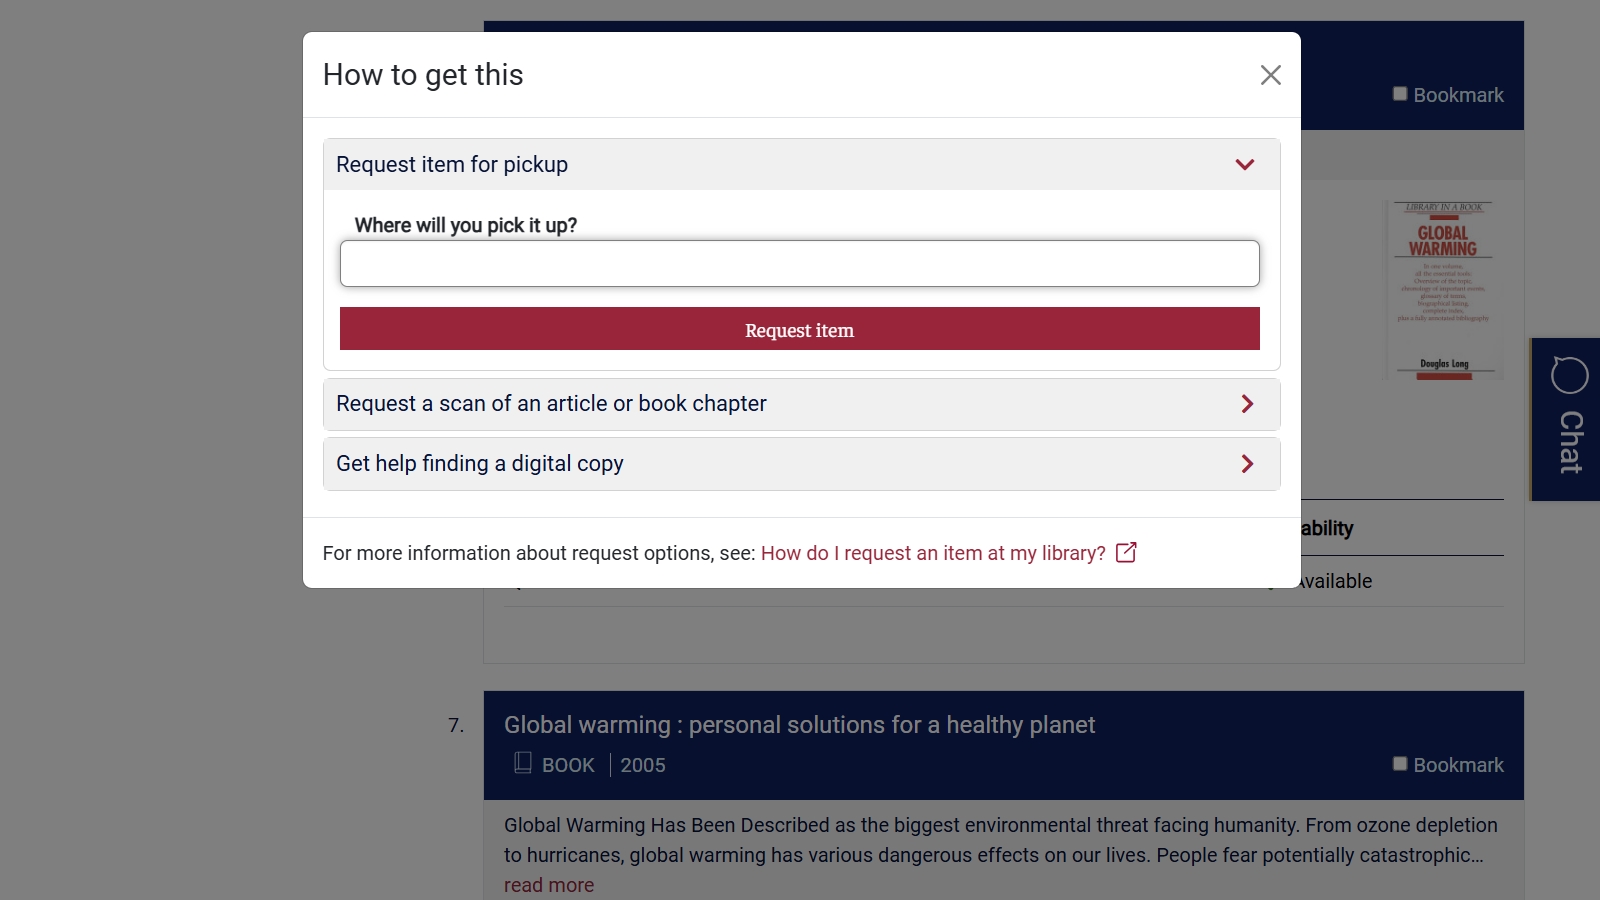 How to get this
Bookmark
Request item for pickup
Where will you pick it up?
Request item
Request a scan of an article or book chapter
Get help finding a digital copy
For more information about request options, see: How do I request an item at my library?
LIBRARY IN A BOOK
GLOBAL
WARMING
Douglas Long
Chat
ability
Available
7.
Global warming : personal solutions for a healthy planet
BOOK
2005
Bookmark
Global Warming Has Been Described as the biggest environmental threat facing humanity. From ozone depletion
to hurricanes, global warming has various dangerous effects on our lives. People fear potentially catastrophic...
read more